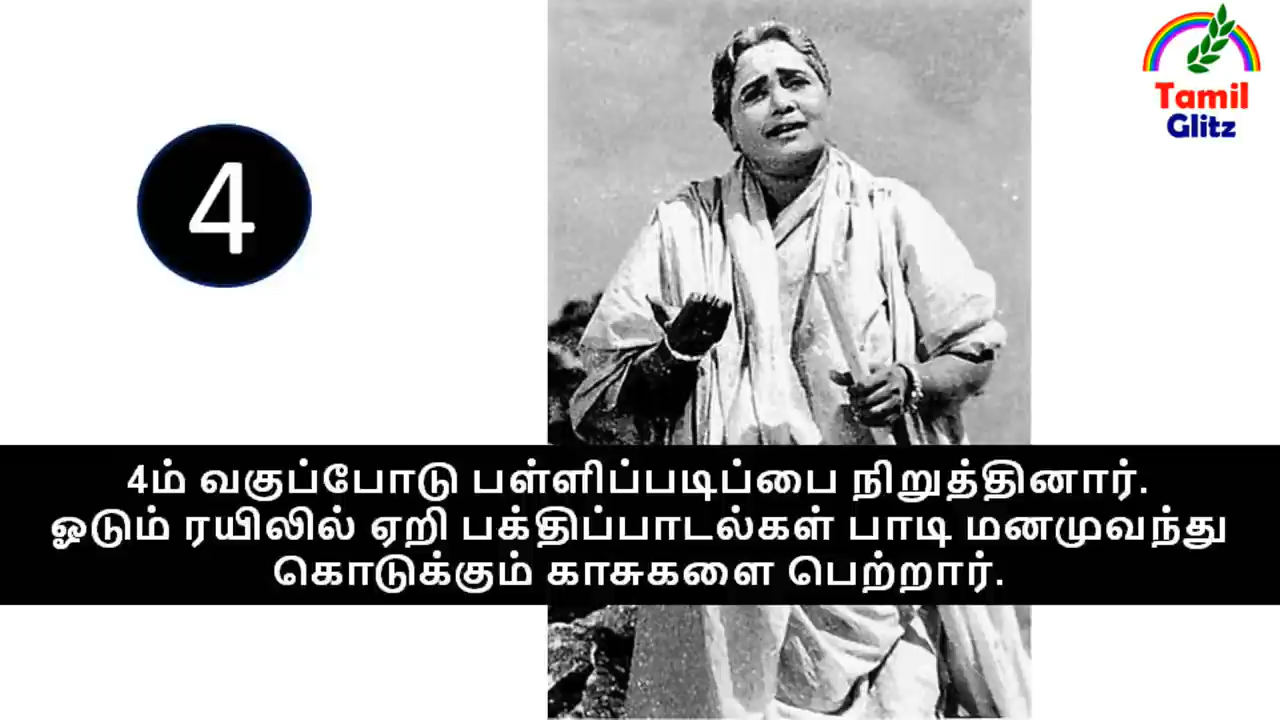 Tamil
Glitz
4
4ம் வகுப்போடு பள்ளிப்படிப்பை நிறுத்தினார்.
ஓடும் ரயிலில் ஏறி பக்திப்பாடல்கள் பாடி மனமுவந்து
கொடுக்கும் காசுகளை பெற்றார்.